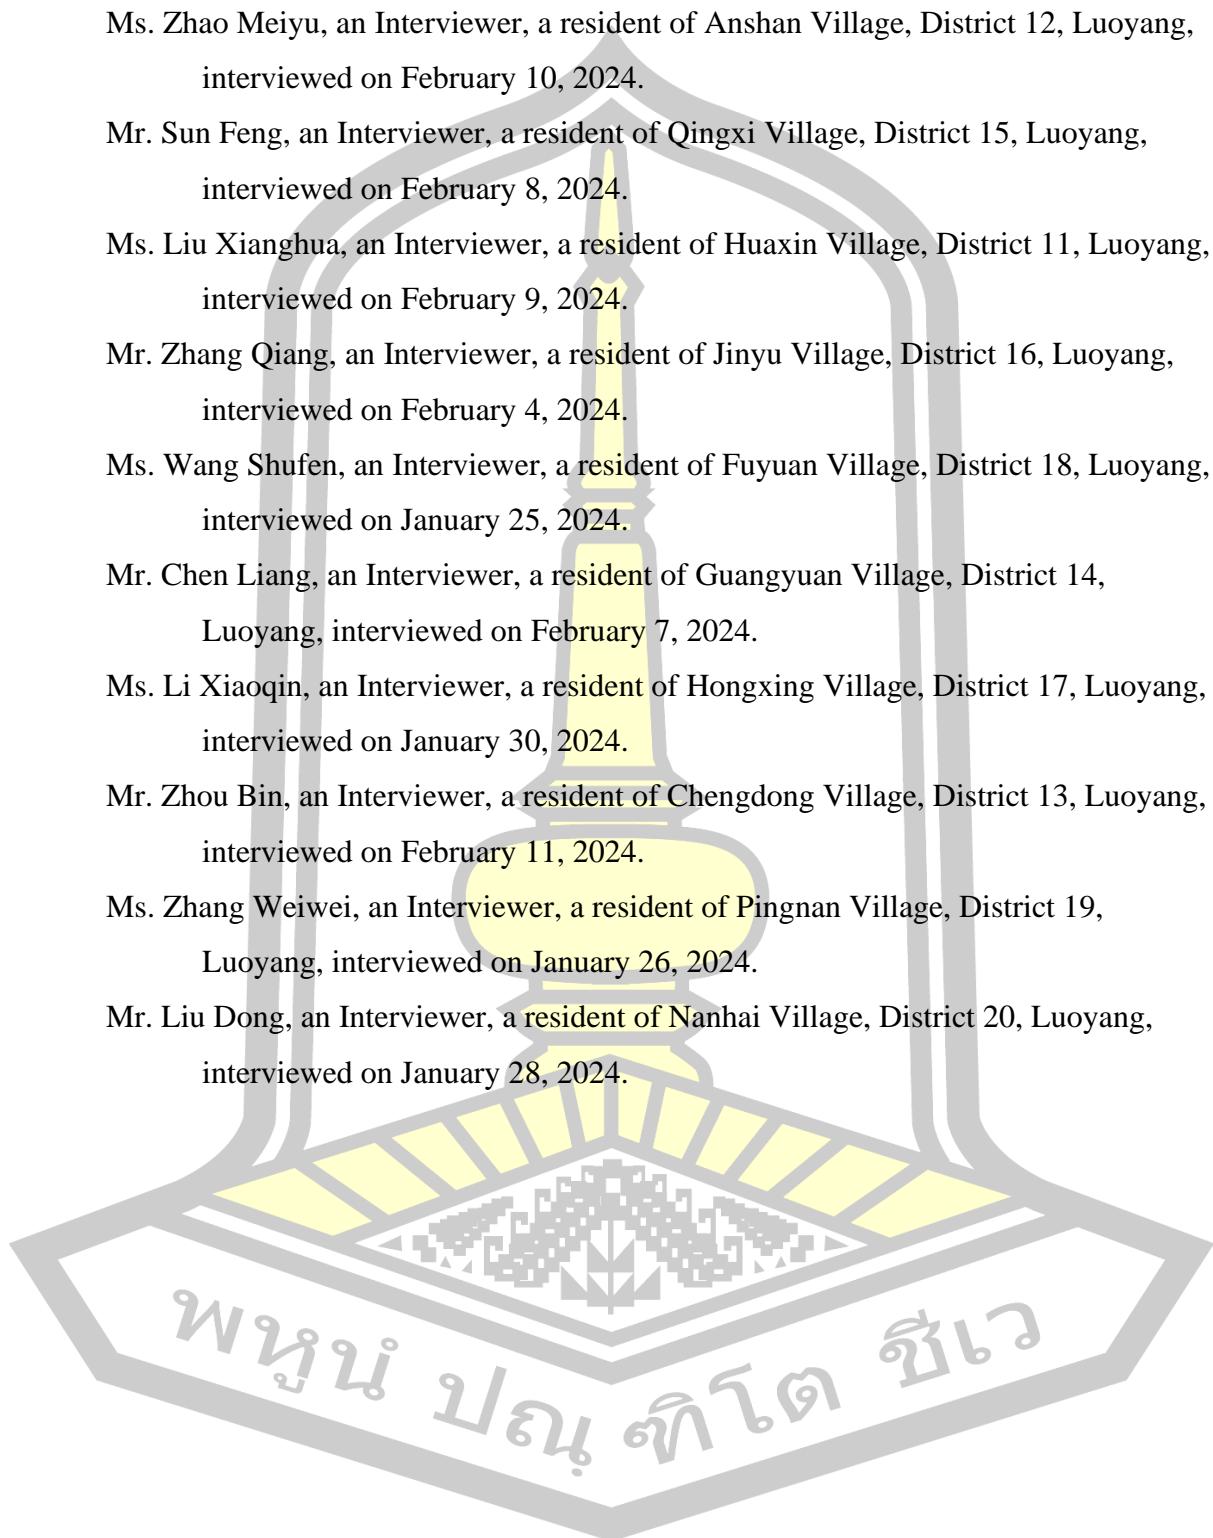 Ms. Zhao Meiyu, an Interviewer, a resident of Anshan Village, District 12, Luoyang,
interviewed on February 10, 2024.
Mr. Sun Feng, an Interviewer, a resident of Qingxi Village, District 15, Luoyang,
interviewed on February 8, 2024.
Ms. Liu Xianghua, an Interviewer, a resident of Huaxin Village, District 11, Luoyang,
interviewed on February 9, 2024.
Mr. Zhang Qiang, an Interviewer, a resident of Jinyu Village, District 16, Luoyang,
interviewed on February 4, 2024.
Ms. Wang Shufen, an Interviewer, a resident of Fuyuan Village, District 18, Luoyang,
interviewed on January 25, 2024.
Mr. Chen Liang, an Interviewer, a resident of Guangyuan Village, District 14,
Luoyang, interviewed on February 7, 2024.
Ms. Li Xiaoqin, an Interviewer, a resident of Hongxing Village, District 17, Luoyang,
interviewed on January 30, 2024.
Mr. Zhou Bin, an Interviewer, a resident of Chengdong Village, District 13, Luoyang,
interviewed on February 11, 2024.
Ms. Zhang Weiwei, an Interviewer, a resident of Pingnan Village, District 19,
Luoyang, interviewed on January 26, 2024.
Mr. Liu Dong, an Interviewer, a resident of Nanhai Village, District 20, Luoyang,
interviewed on January 28, 2024.
พหูนํ ปณฺ ฑิโต ชีเว